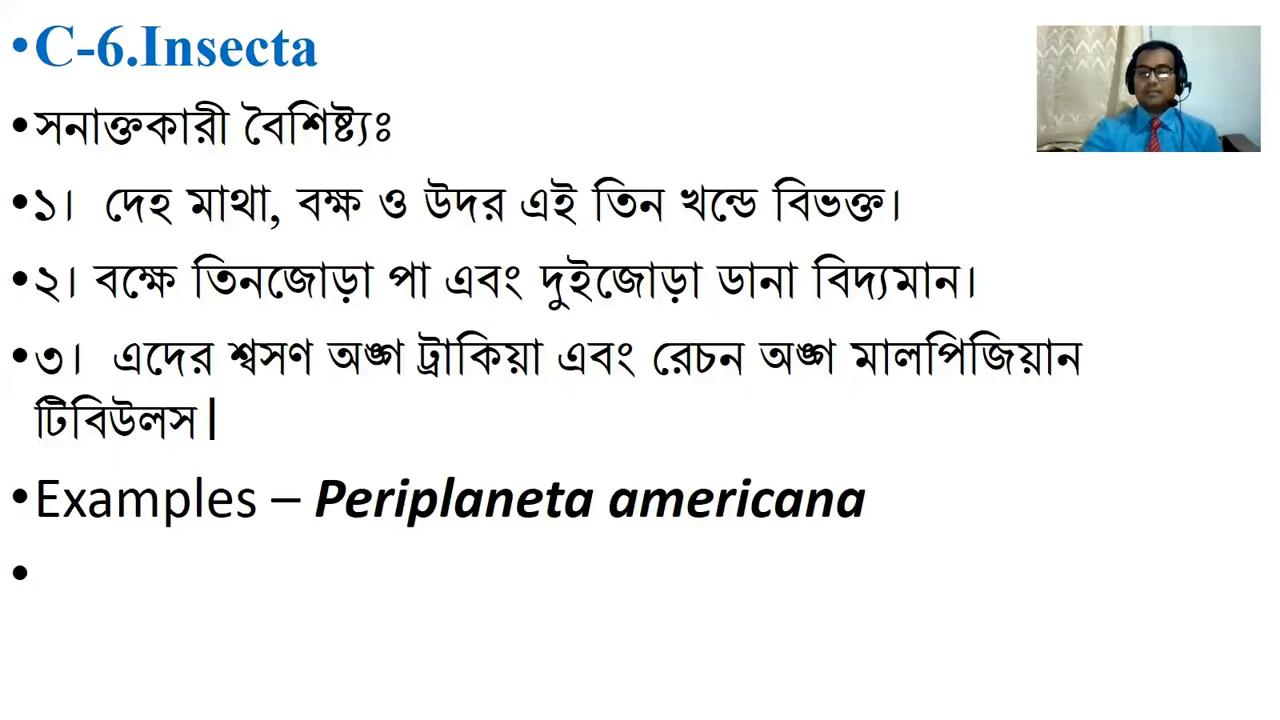 •C-6.Insecta
•সনাক্তকারী বৈশিষ্ট্যঃ
•১। দেহ মাথা, বক্ষ ও উদর এই তিন খন্ডে বিভক্ত।
•২। বক্ষে তিনজোড়া পা এবং দুইজোড়া ডানা বিদ্যমান।
•৩। এদের শ্বসণ অঙ্গ ট্রাকিয়া এবং রেচন অঙ্গ মালপিজিয়ান
টিবিউলস|
•Examples – Periplaneta americana
•